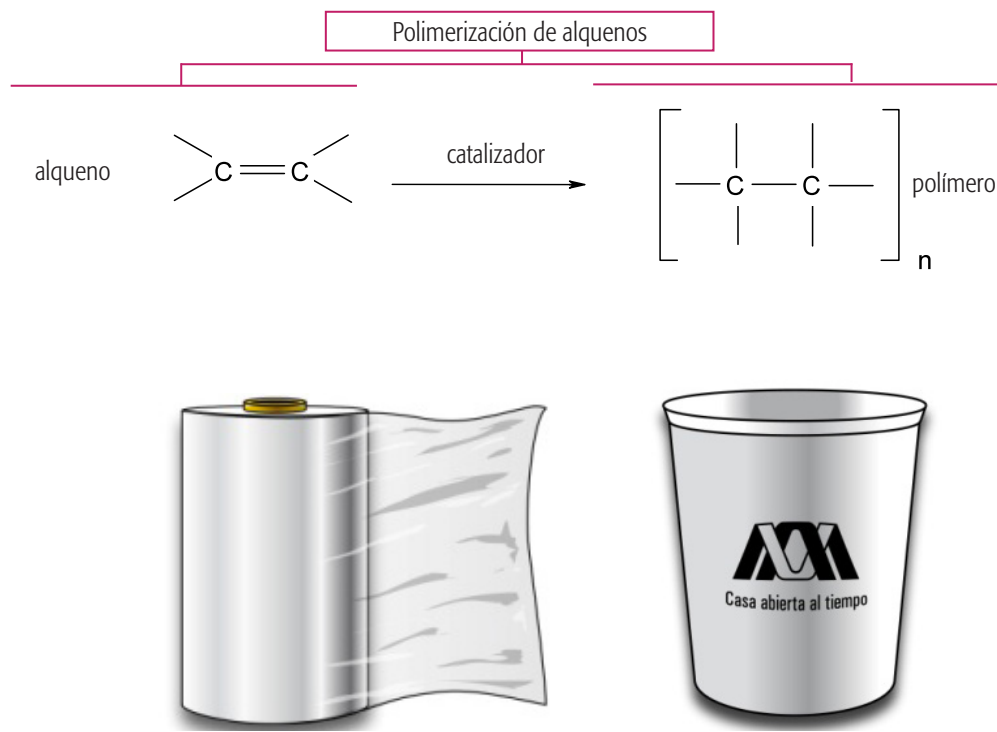 Polimerización de alquenos
alqueno
C
C
catalizador
C
C
polímero
n
Casa abierta al tiempo